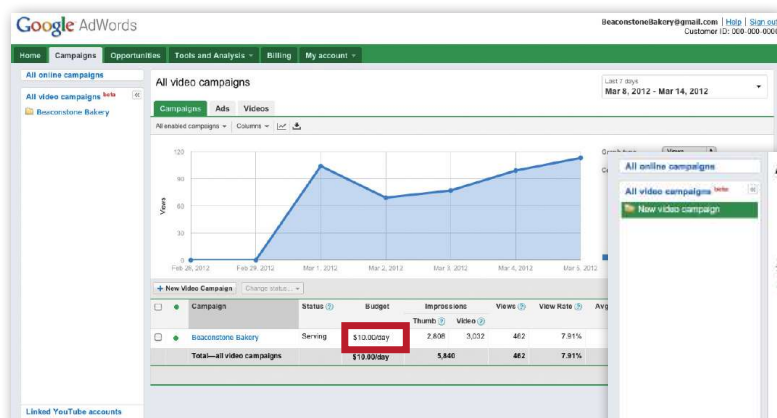 Google AdWords
BeaconstoneBakery@gmail.com | Help | Sign out
Customer ID: 000-000-0000
Home Campaigns Opportunities Tools and Analysis Billing My account
All online campaigns
All video campaigns beta
Beaconstone Bakery
All video campaigns
Last 7 days
Mar 8, 2012 - Mar 14, 2012
Campaigns Ads Videos
All enabled campaigns Columns
120
90
60
30
0
Views
Feb 28, 2012 Feb 29, 2012 Mar 1, 2012 Mar 2, 2012 Mar 3, 2012 Mar 4, 2012 Mar 5, 2012
Graph type Views
All online campaigns
All video campaigns beta
New video campaign
+ New Video Campaign Change status...
Campaign Status Budget Impressions Views View Rate Avg
Thumb Video
Beaconstone Bakery Serving $10.00/day 2,808 3,032 462 7.91%
Total—all video campaigns $10.00/day 5,840 462 7.91%
Linked YouTube accounts